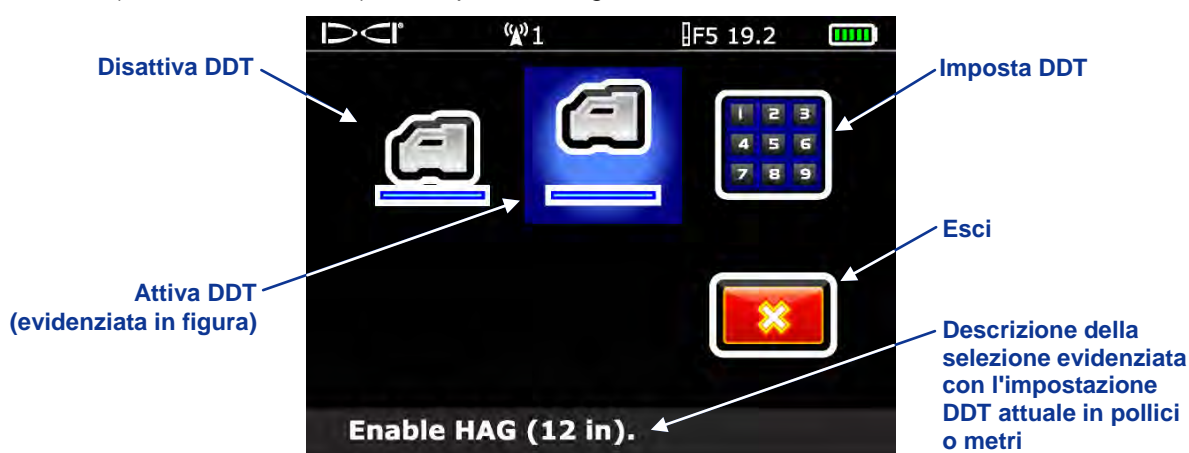 1
F5 19.2
Disattiva DDT
Imposta DDT
1 2 3
4 5 6
7 8 9
Esci
Attiva DDT
(evidenziata in figura)
Descrizione della
selezione evidenziata
con l'impostazione
DDT attuale in pollici
o metri
Enable HAG (12 in).